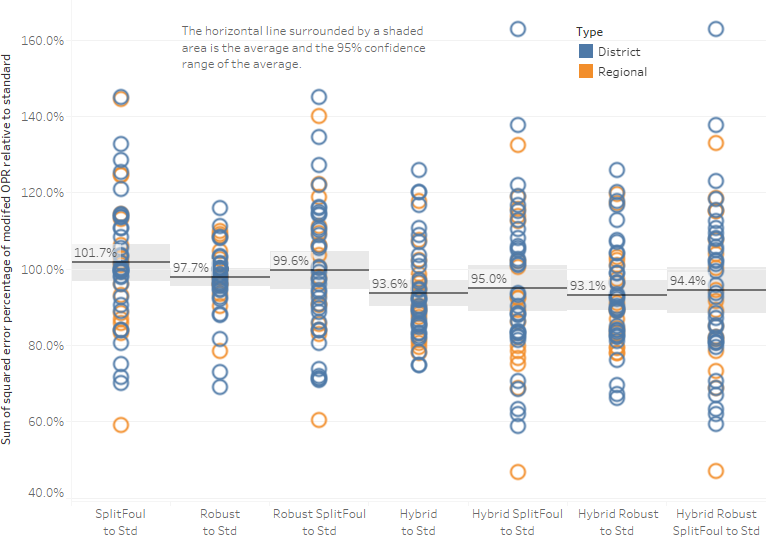 The horizontal line surrounded by a shaded
area is the average and the 95% confidence
range of the average.
Type
District
Regional
Sum of squared error percentage of modifed OPR relative to standard
160.0%
140.0%
120.0%
100.0%
80.0%
60.0%
40.0%
101.7%
97.7%
99.6%
93.6%
95.0%
93.1%
94.4%
SplitFoul
to Std
Robust
to Std
Robust SplitFoul
to Std
Hybrid
to Std
Hybrid SplitFoul
to Std
Hybrid Robust
to Std
Hybrid Robust
SplitFoul to Std